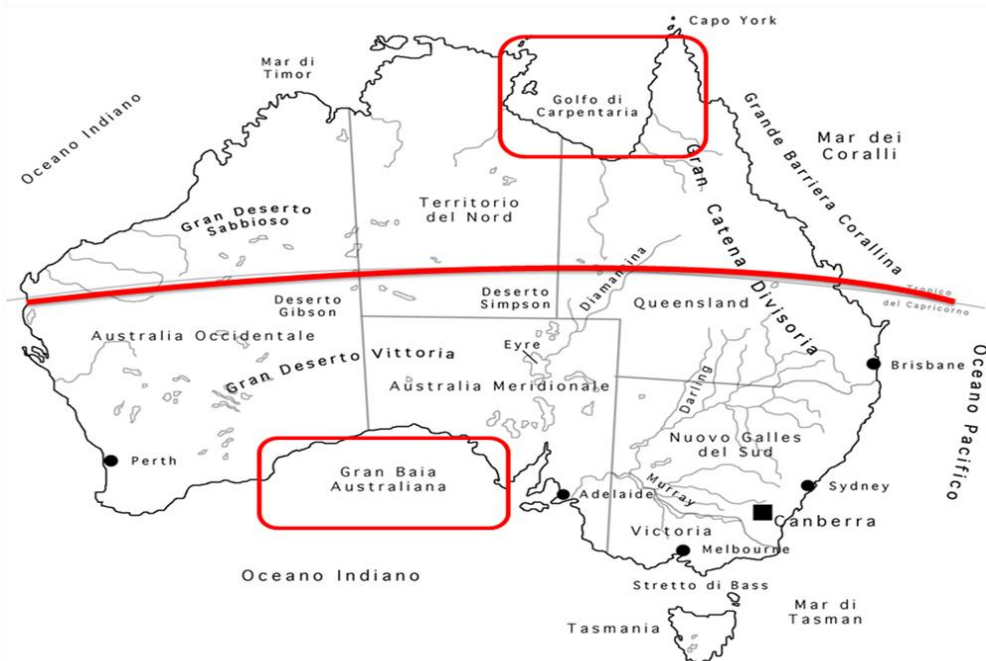 Capo York
Mar di
Timor
Oceano Indiano
Golfo di
Carpentaria
Grande Barriera Corallina
Mar dei
Coralli
Gran Catena Divisoria
Gran Deserto
Sabbioso
Territorio
del Nord
Diamantina
Tropico
del Capricorno
Deserto
Gibson
Deserto
Simpson
Queensland
Australia Occidentale
Eyre
Gran Deserto Vittoria
Australia Meridionale
Darling
Brisbane
Oceano Pacifico
Nuovo Galles
del Sud
Perth
Gran Baia
Australiana
Adelaide
Murray
Sydney
Canberra
Victoria
Melbourne
Oceano Indiano
Stretto di Bass
Mar di
Tasman
Tasmania